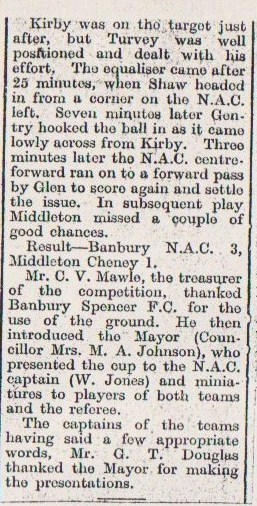 Kirby was on the target just
after, but Turvey was well
positioned and dealt with his
effort. The equaliser came after
25 minutes, when Shaw headed
in from a corner on the N.A.C.
left. Seven minutes later Gen-
try hooked the ball in as it came
lowly across from Kirby. Three
minutes later the N.A.C. centre-
forward ran on to a forward pass
by Glen to score again and settle
the issue. In subsequent play
Middleton missed a couple of
good chances.
Result—Banbury N.A.C. 3,
Middleton Cheney 1.
Mr. C. V. Mawle, the treasurer
of the competition, thanked
Banbury Spencer F.C. for the
use of the ground. He then
introduced the Mayor (Coun-
cillor Mrs. M. A. Johnson), who
presented the cup to the N.A.C.
captain (W. Jones) and minia-
tures to players of both teams
and the referee.
The captains of the teams
having said a few appropriate
words, Mr. G. T. Douglas
thanked the Mayor for making
the presentations.